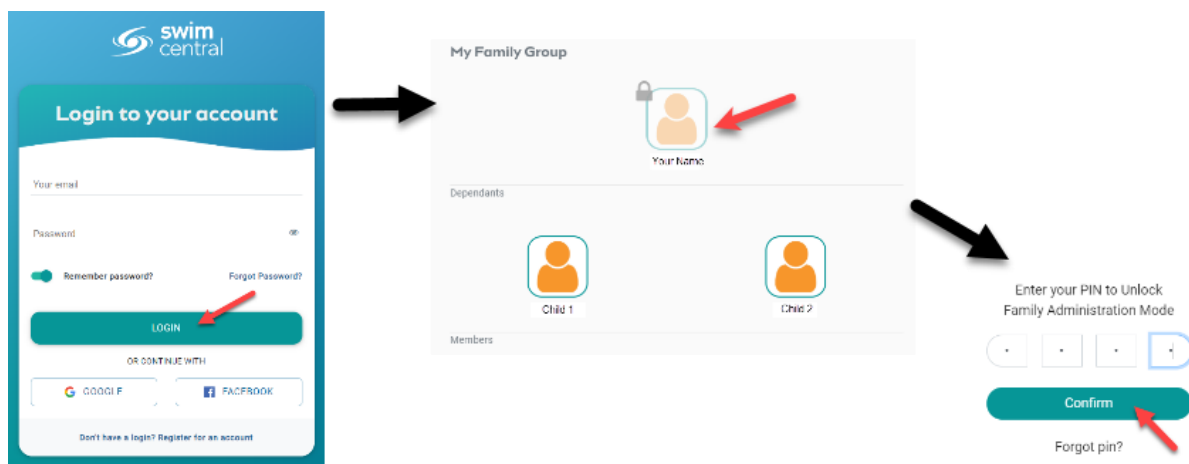 swim
central
Login to your account
Your email
Password
Remember password?
Forgot Password?
LOGIN
OR CONTINUE WITH
GOOGLE
FACEBOOK
Don't have a login? Register for an account
My Family Group
Your Name
Dependants
Child 1
Child 2
Members
Enter your PIN to Unlock
Family Administration Mode
Confirm
Forgot pin?